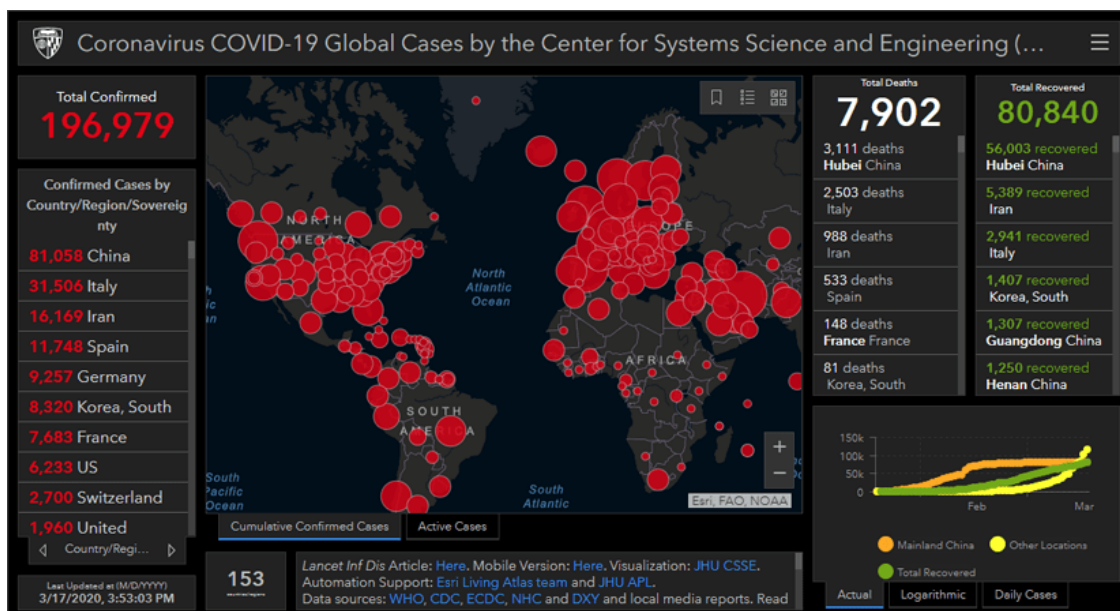 Coronavirus COVID-19 Global Cases by the Center for Systems Science and Engineering (...
Total Confirmed
196,979
Confirmed Cases by
Country/Region/Sovereig
nty
81,058 China
31,506 Italy
16,169 Iran
11,748 Spain
9,257 Germany
8,320 Korea, South
7,683 France
6,233 US
2,700 Switzerland
1,960 United
Country/Regi...
Last Updated at (M/D/YYYY)
3/17/2020, 3:53:03 PM
NORTH
AMERICA
North
Atlantic
Ocean
AFRICA
SOUTH
AMERICA
South
Pacific
Ocean
South
Atlantic
Esri, FAO, NOAA
Cumulative Confirmed Cases
Active Cases
153
countries/regions
Lancet Inf Dis Article: Here. Mobile Version: Here. Visualization: JHU CSSE.
Automation Support: Esri Living Atlas team and JHU APL.
Data sources: WHO, CDC, ECDC, NHC and DXY and local media reports. Read
Total Deaths
7,902
3,111 deaths
Hubei China
2,503 deaths
Italy
988 deaths
Iran
533 deaths
Spain
148 deaths
France France
81 deaths
Korea, South
Total Recovered
80,840
56,003 recovered
Hubei China
5,389 recovered
Iran
2,941 recovered
Italy
1,407 recovered
Korea, South
1,307 recovered
Guangdong China
1,250 recovered
Henan China
150k
100k
50k
0
Feb
Mar
Mainland China
Other Locations
Total Recovered
Actual
Logarithmic
Daily Cases